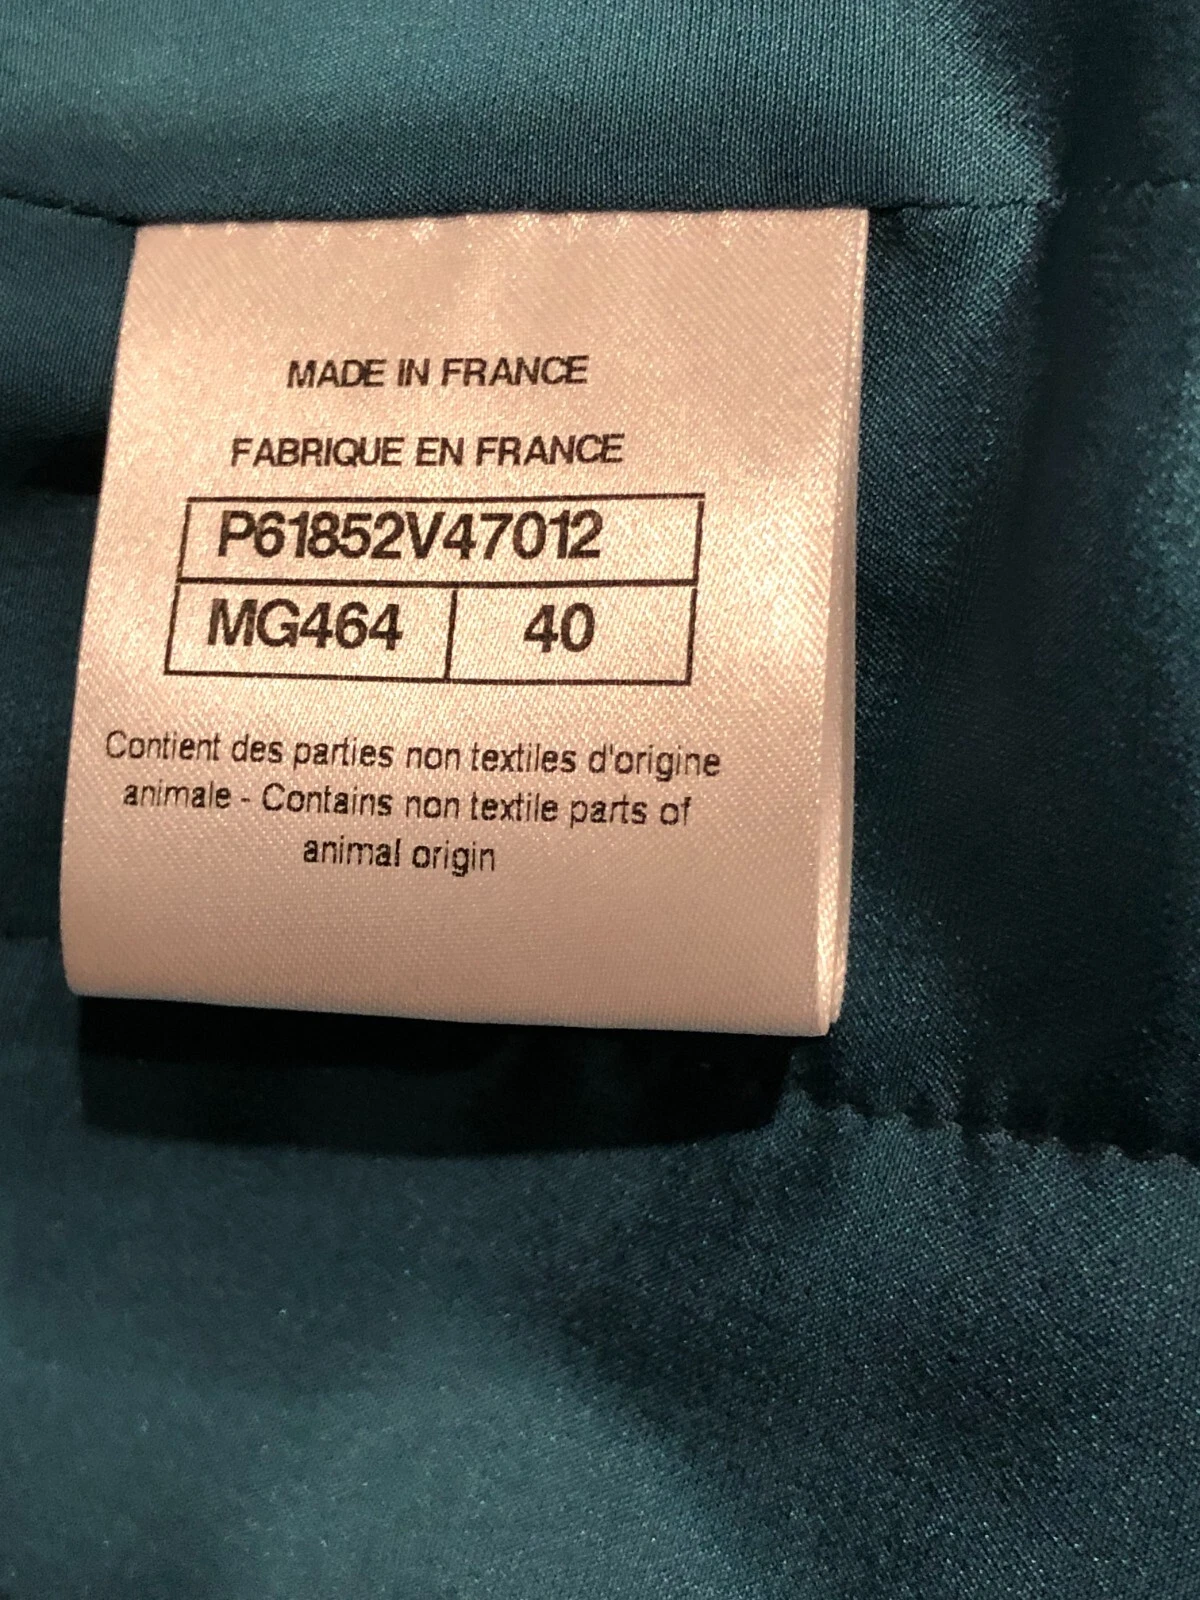 MADE IN FRANCE
FABRIQUE EN FRANCE
P61852V47012
MG464 40
Contient des parties non textiles d'origine
animale - Contains non textile parts of
animal origin